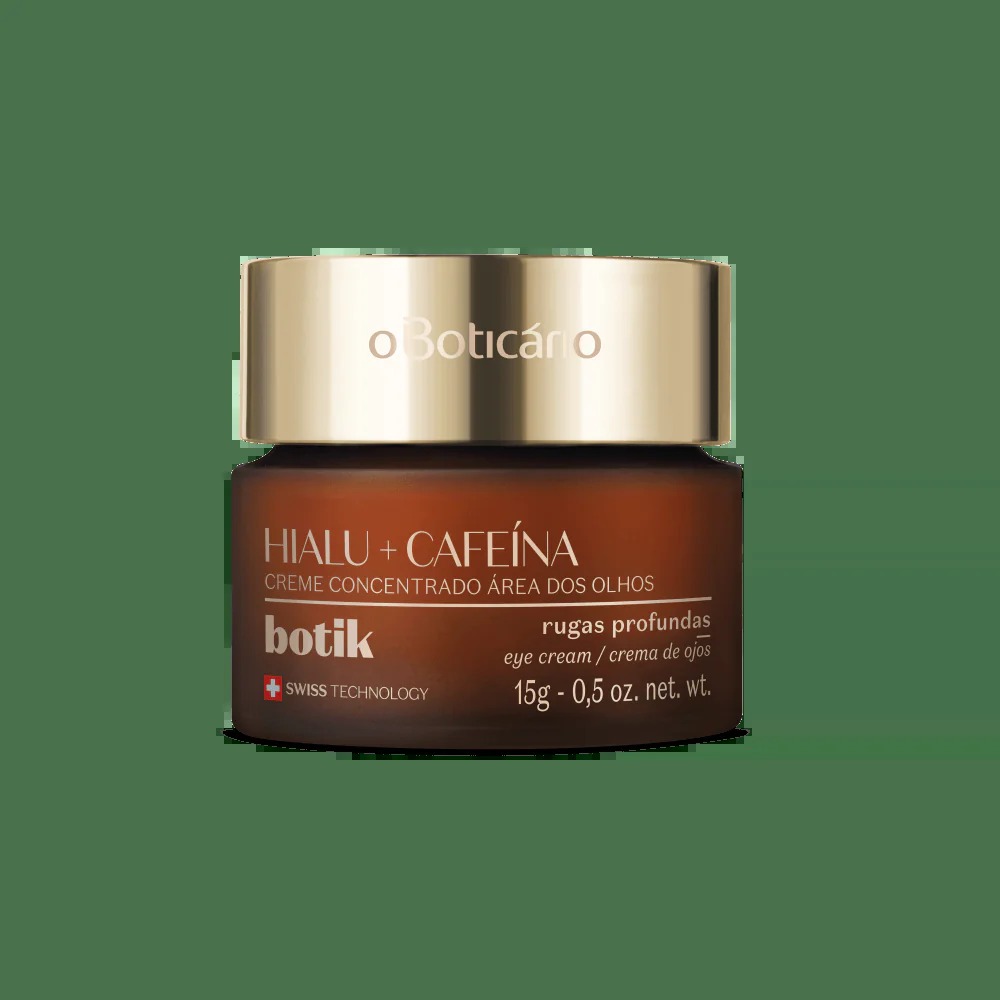 oBoticário
HIALU + CAFEÍNA
CREME CONCENTRADO ÁREA DOS OLHOS
botik
rugas profundas
eye cream / crema de ojos
SWISS TECHNOLOGY
15g - 0,5 oz. net. wt.